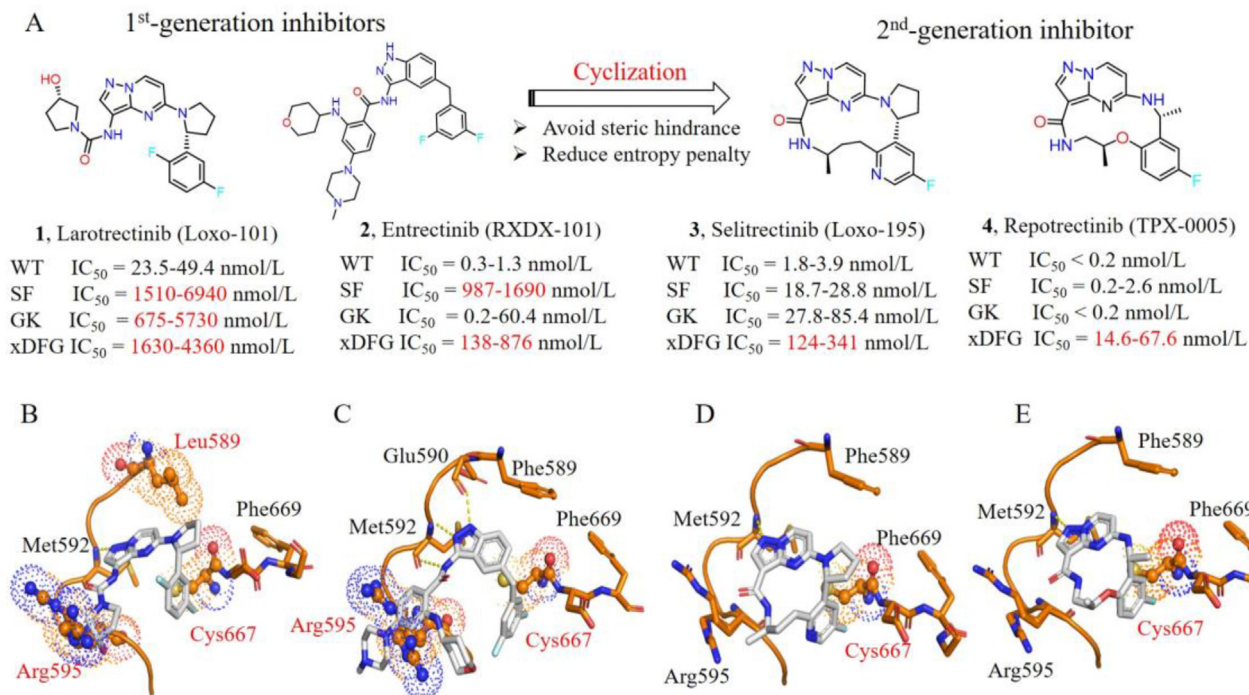 A
1st-generation inhibitors
2nd-generation inhibitor
Cyclization
➢ Avoid steric hindrance
➢ Reduce entropy penalty
HO
N
N
N
N
N
O
NH
F
F
H
N
N
O
NH
H
N
O
F
F
N
N
N
N
N
N
O
NH
N
F
N
N
N
NH
O
NH
O
F
1, Larotrectinib (Loxo-101)
WT IC50 = 23.5-49.4 nmol/L
SF IC50 = 1510-6940 nmol/L
GK IC50 = 675-5730 nmol/L
xDFG IC50 = 1630-4360 nmol/L
2, Entrectinib (RXDX-101)
WT IC50 = 0.3-1.3 nmol/L
SF IC50 = 987-1690 nmol/L
GK IC50 = 0.2-60.4 nmol/L
xDFG IC50 = 138-876 nmol/L
3, Selitrectinib (Loxo-195)
WT IC50 = 1.8-3.9 nmol/L
SF IC50 = 18.7-28.8 nmol/L
GK IC50 = 27.8-85.4 nmol/L
xDFG IC50 = 124-341 nmol/L
4, Repotrectinib (TPX-0005)
WT IC50 < 0.2 nmol/L
SF IC50 = 0.2-2.6 nmol/L
GK IC50 < 0.2 nmol/L
xDFG IC50 = 14.6-67.6 nmol/L
B
Leu589
Phe669
Met592
Cys667
Arg595
C
Glu590
Phe589
Phe669
Met592
Arg595
Cys667
D
Phe589
Met592
Phe669
Cys667
Arg595
E
Phe589
Met592
Phe669
Cys667
Arg595